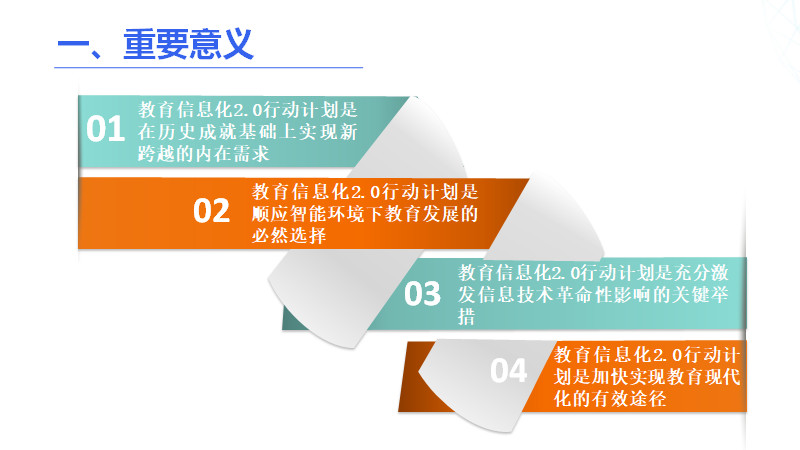 一、重要意义
01
教育信息化2.0行动计划是
在历史成就基础上实现新
跨越的内在需求
02
教育信息化2.0行动计划是
顺应智能环境下教育发展的
必然选择
03
教育信息化2.0行动计划是充分激
发信息技术革命性影响的关键举
措
04
教育信息化2.0行动计
划是加快实现教育现代
化的有效途径